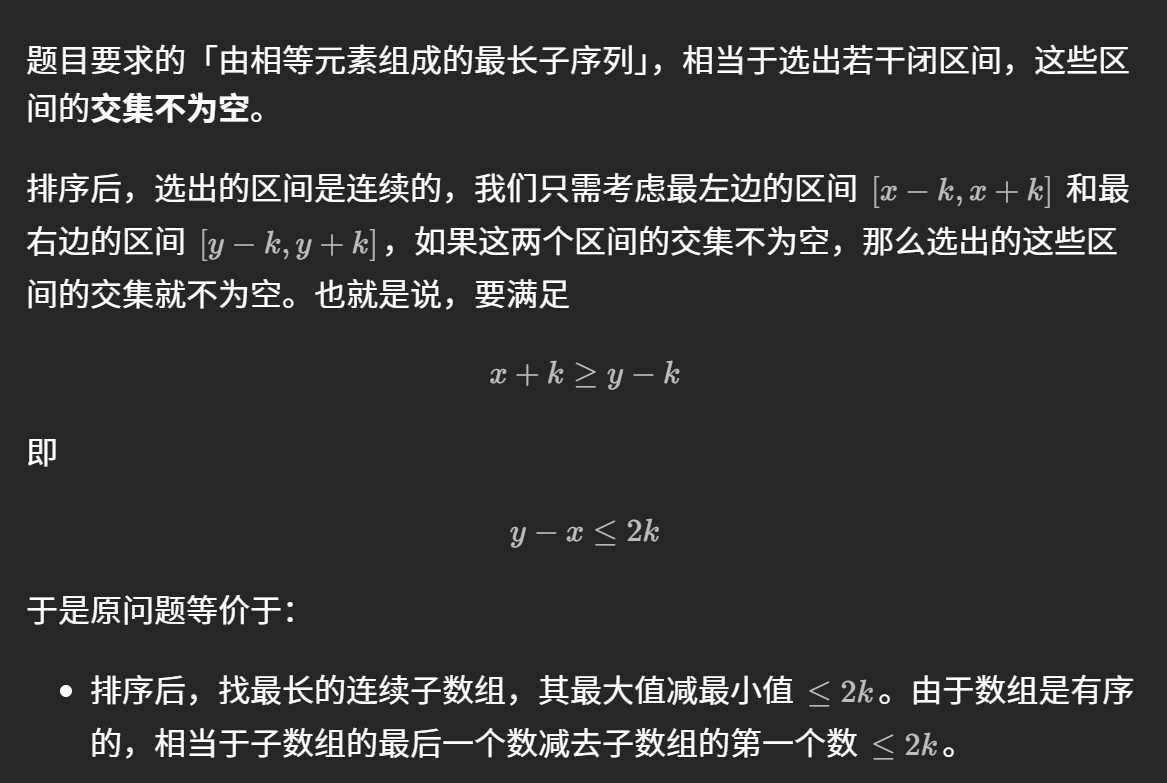 题目要求的「由相等元素组成的最长子序列」，相当于选出若干闭区间，这些区
间的交集不为空。
排序后，选出的区间是连续的，我们只需考虑最左边的区间 [x − k, x + k] 和最
右边的区间 [y − k, y + k]，如果这两个区间的交集不为空，那么选出的这些区
间的交集就不为空。也就是说，要满足
x + k ≥ y − k
即
y − x ≤ 2k
于是原问题等价于：
• 排序后，找最长的连续子数组，其最大值减最小值 ≤ 2k。由于数组是有序
的，相当于子数组的最后一个数减去子数组的第一个数 ≤ 2k。